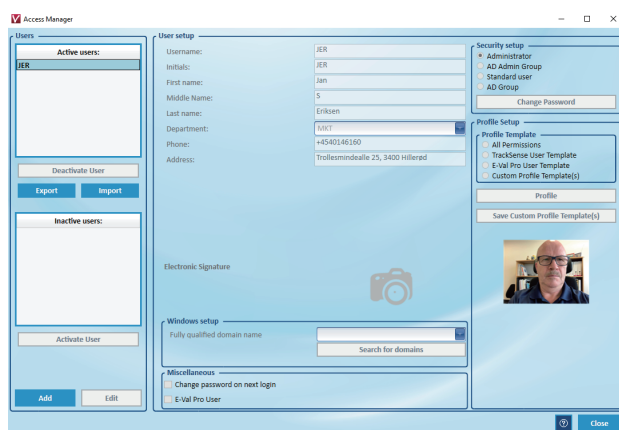 Access Manager
Users
Active users:
JER
Deactivate User
Export
Import
Inactive users:
Activate User
Add
Edit
User setup
Username:
JER
Initials:
JER
First name:
Jan
Middle Name:
S
Last name:
Eriksen
Department:
MKT
Phone:
+4540146160
Address:
Trollesmindealle 25, 3400 Hillerød
Electronic Signature
Windows setup
Fully qualified domain name
Search for domains
Miscellaneous
Change password on next login
E-Val Pro User
Security setup
Administrator
AD Admin Group
Standard user
AD Group
Change Password
Profile Setup
Profile Template
All Permissions
TrackSense User Template
E-Val Pro User Template
Custom Profile Template(s)
Profile
Save Custom Profile Template(s)
?
Close